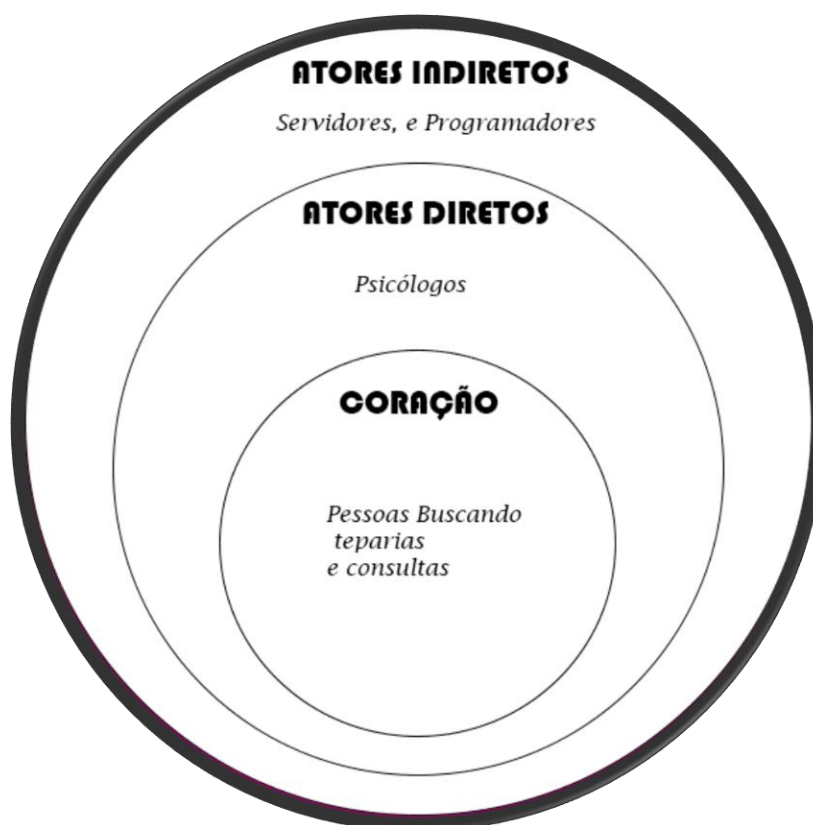 ATORES INDIRETOS
Servidores, e Programadores
ATORES DIRETOS
Psicólogos
CORAÇÃO
Pessoas Buscando
teparias
e consultas